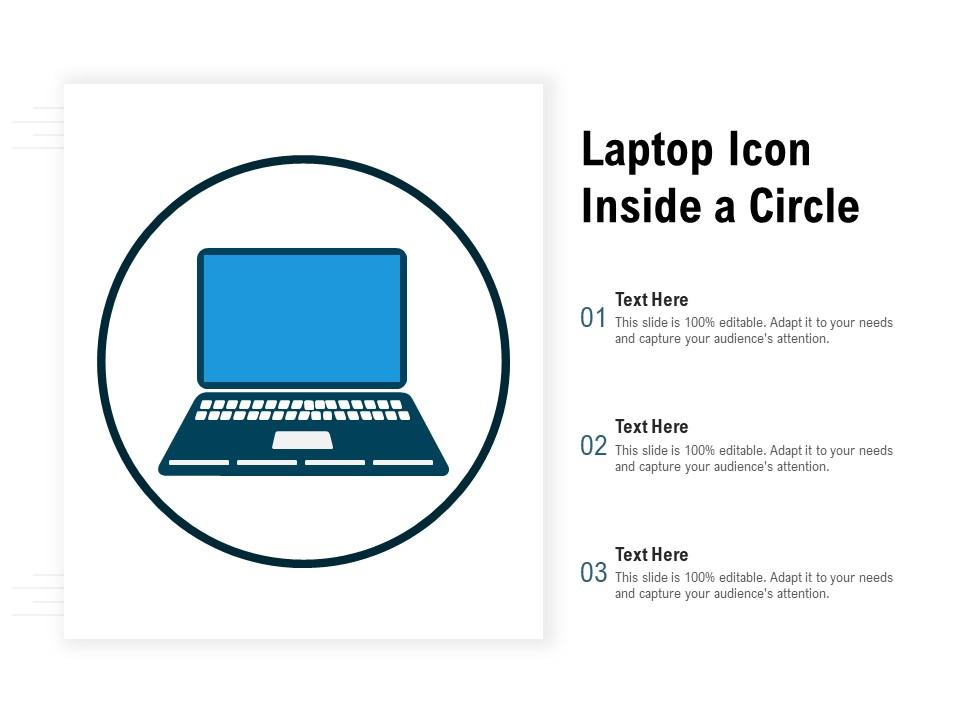 Laptop Icon
Inside a Circle
01
Text Here
This slide is 100% editable. Adapt it to your needs
and capture your audience's attention.
02
Text Here
This slide is 100% editable. Adapt it to your needs
and capture your audience's attention.
03
Text Here
This slide is 100% editable. Adapt it to your needs
and capture your audience's attention.